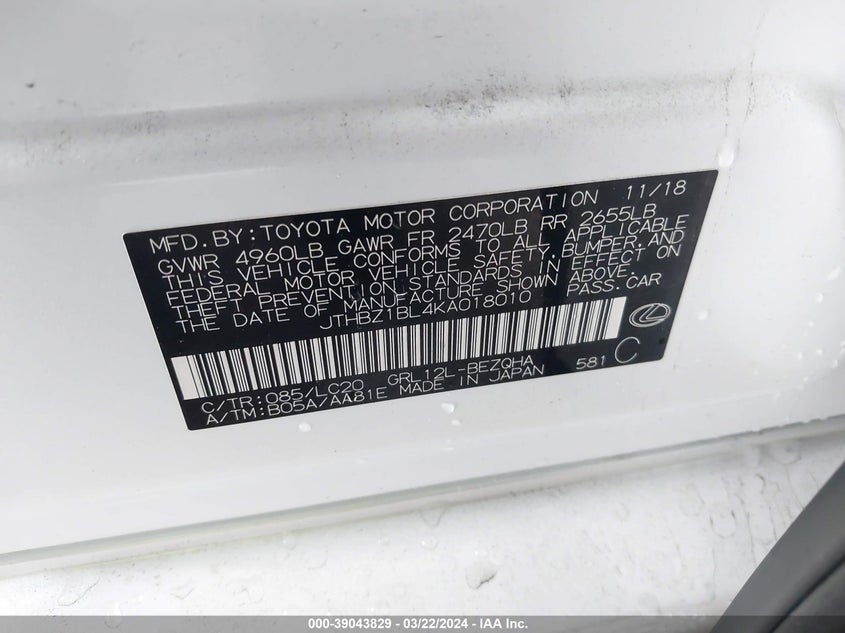 MFD. BY: TOYOTA MOTOR CORPORATION 11/18
GVWR 4960LB GAWR FR 2470LB RR 2655LB
THIS VEHICLE CONFORMS TO ALL APPLICABLE
FEDERAL MOTOR VEHICLE SAFETY, BUMPER, AND
THEFT PREVENTION STANDARDS IN EFFECT ON
THE DATE OF MANUFACTURE SHOWN ABOVE.
JTHBZ1BL4KA018010 PASS. CAR
C/TR: 085/LC20 GRL12L-BEZQHA 581 C
A/TM: B05A/AA81E MADE IN JAPAN
000-39043829 - 03/22/2024 - IAA Inc.